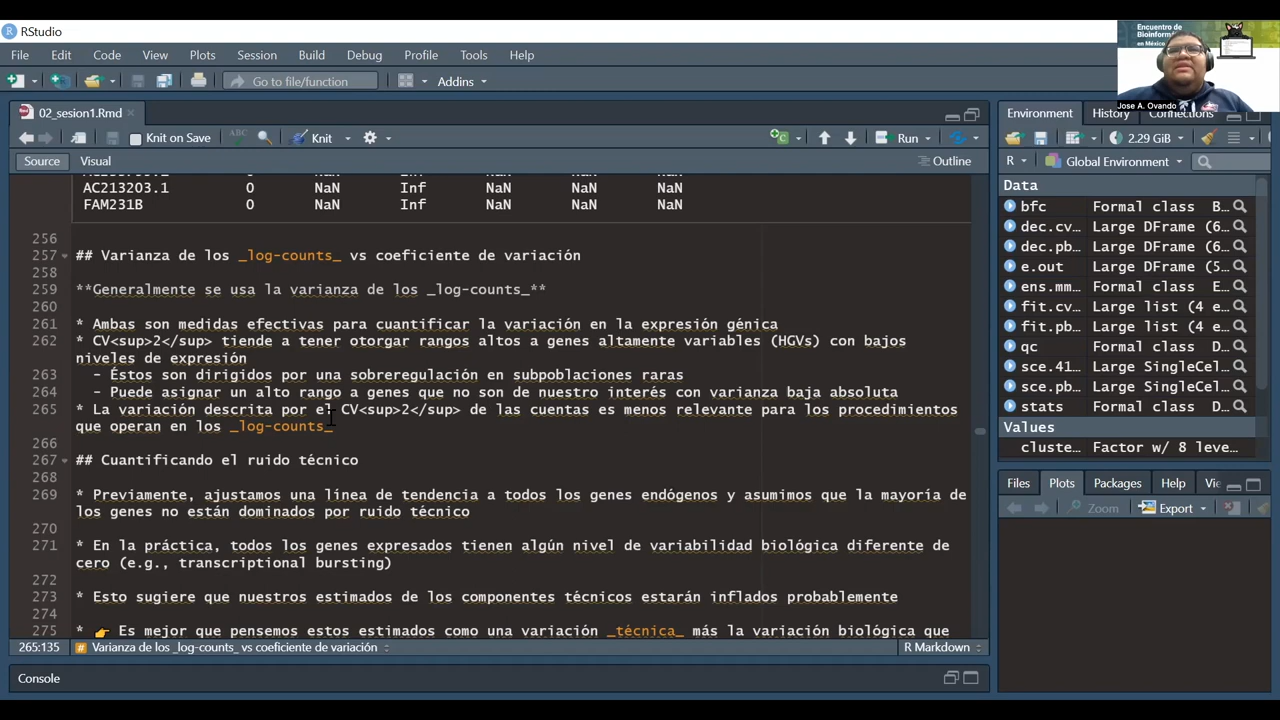 RStudio
File Edit Code View Plots Session Build Debug Profile Tools Help
Go to file/function Addins
Encuentro de
Bioinformá
en México
Jose A. Ovando
02_sesion1.Rmd
Knit on Save ABC Knit Run
Source Visual Outline
AC213203.1 0 NaN Inf NaN NaN NaN
FAM231B 0 NaN Inf NaN NaN NaN
256
257 ## Varianza de los _log-counts_ vs coeficiente de variación
258
259 **Generalmente se usa la varianza de los _log-counts_**
260
261 * Ambas son medidas efectivas para cuantificar la variación en la expresión génica
262 * CV<sup>2</sup> tiende a tener otorgar rangos altos a genes altamente variables (HGVs) con bajos
niveles de expresión
263 - Éstos son dirigidos por una sobreregulación en subpoblaciones raras
264 - Puede asignar un alto rango a genes que no son de nuestro interés con varianza baja absoluta
265 * La variación descrita por el CV<sup>2</sup> de las cuentas es menos relevante para los procedimientos
que operan en los _log-counts_
266
267 ## Cuantificando el ruido técnico
268
269 * Previamente, ajustamos una línea de tendencia a todos los genes endógenos y asumimos que la mayoría de
los genes no están dominados por ruido técnico
270
271 * En la práctica, todos los genes expresados tienen algún nivel de variabilidad biológica diferente de
cero (e.g., transcriptional bursting)
272
273 * Esto sugiere que nuestros estimados de los componentes técnicos estarán inflados probablemente
274
275 * 👉 Es mejor que pensemos estos estimados como una variación _técnica_ más la variación biológica que
265:135 Varianza de los _log-counts_ vs coeficiente de variación R Markdown
Console
Environment History Connections
2.29 GiB
R Global Environment
Data
bfc Formal class B…
dec.cv… Large DFrame (6…
dec.pb… Large DFrame (6…
e.out Large DFrame (5…
ens.mm… Formal class E…
fit.cv… Large list (4 e…
fit.pb… Large list (4 e…
qc Formal class D…
sce.41… Large SingleCel…
sce.pb… Large SingleCel…
stats Formal class D…
Values
cluste… Factor w/ 8 leve…
Files Plots Packages Help Vi
Zoom Export